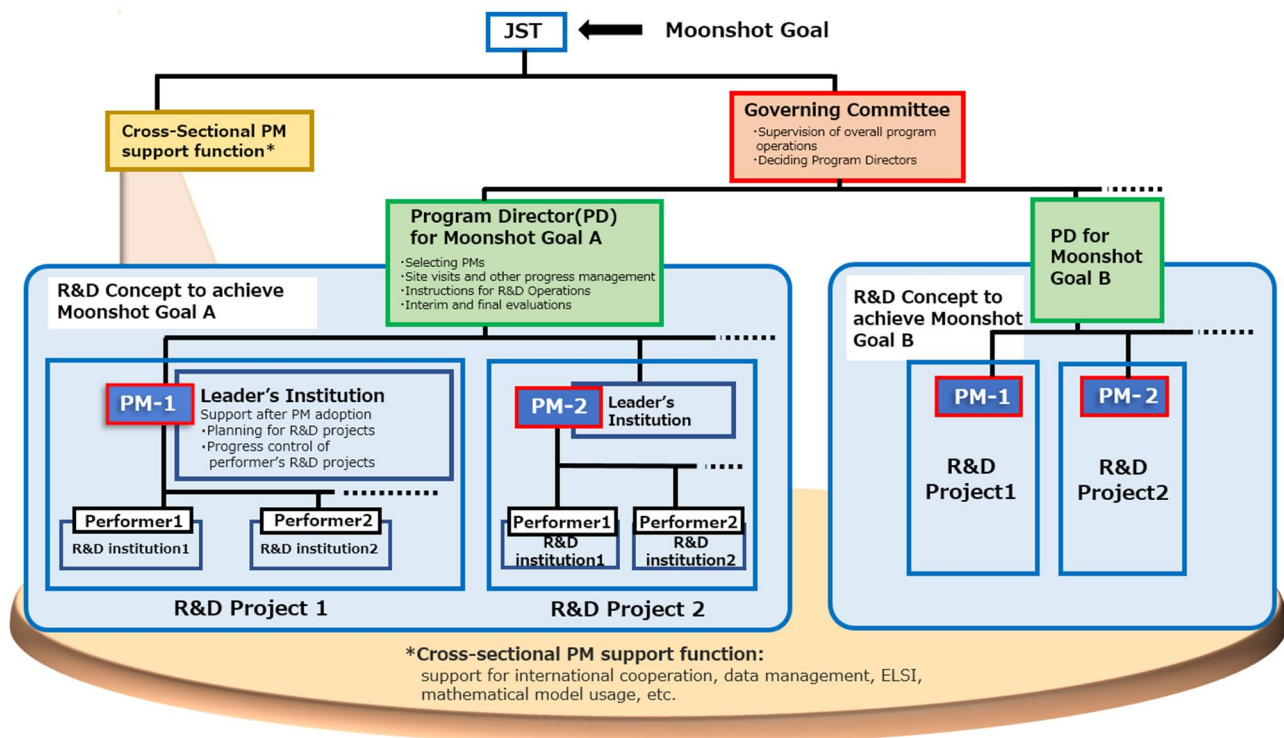 JST
Moonshot Goal
Cross-Sectional PM
support function*
Governing Committee
・Supervision of overall program
operations
・Deciding Program Directors
Program Director(PD)
for Moonshot Goal A
・Selecting PMs
・Site visits and other progress management
・Instructions for R&D Operations
・Interim and final evaluations
PD for
Moonshot
Goal B
R&D Concept to achieve
Moonshot Goal A
R&D Concept to
achieve Moonshot
Goal B
PM-1
Leader's Institution
Support after PM adoption
・Planning for R&D projects
・Progress control of
performer's R&D projects
PM-2
Leader's
Institution
PM-1
PM-2
R&D
Project1
R&D
Project2
Performer1
R&D institution1
Performer2
R&D institution2
Performer1
R&D
institution1
Performer2
R&D
institution2
R&D Project 1
R&D Project 2
*Cross-sectional PM support function:
support for international cooperation, data management, ELSI,
mathematical model usage, etc.